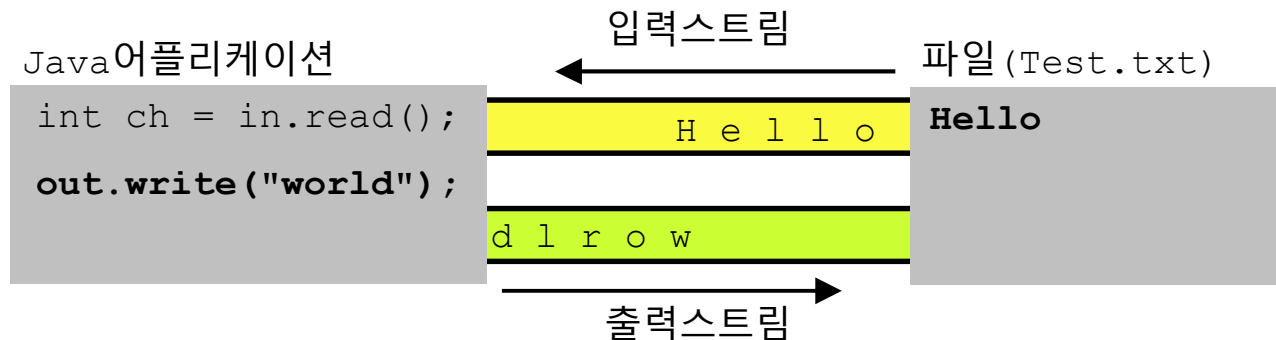 입력스트림
Java어플리케이션
파일(Test.txt)
int ch = in.read();
H e l l o
Hello
out.write("world");
d l r o w
출력스트림